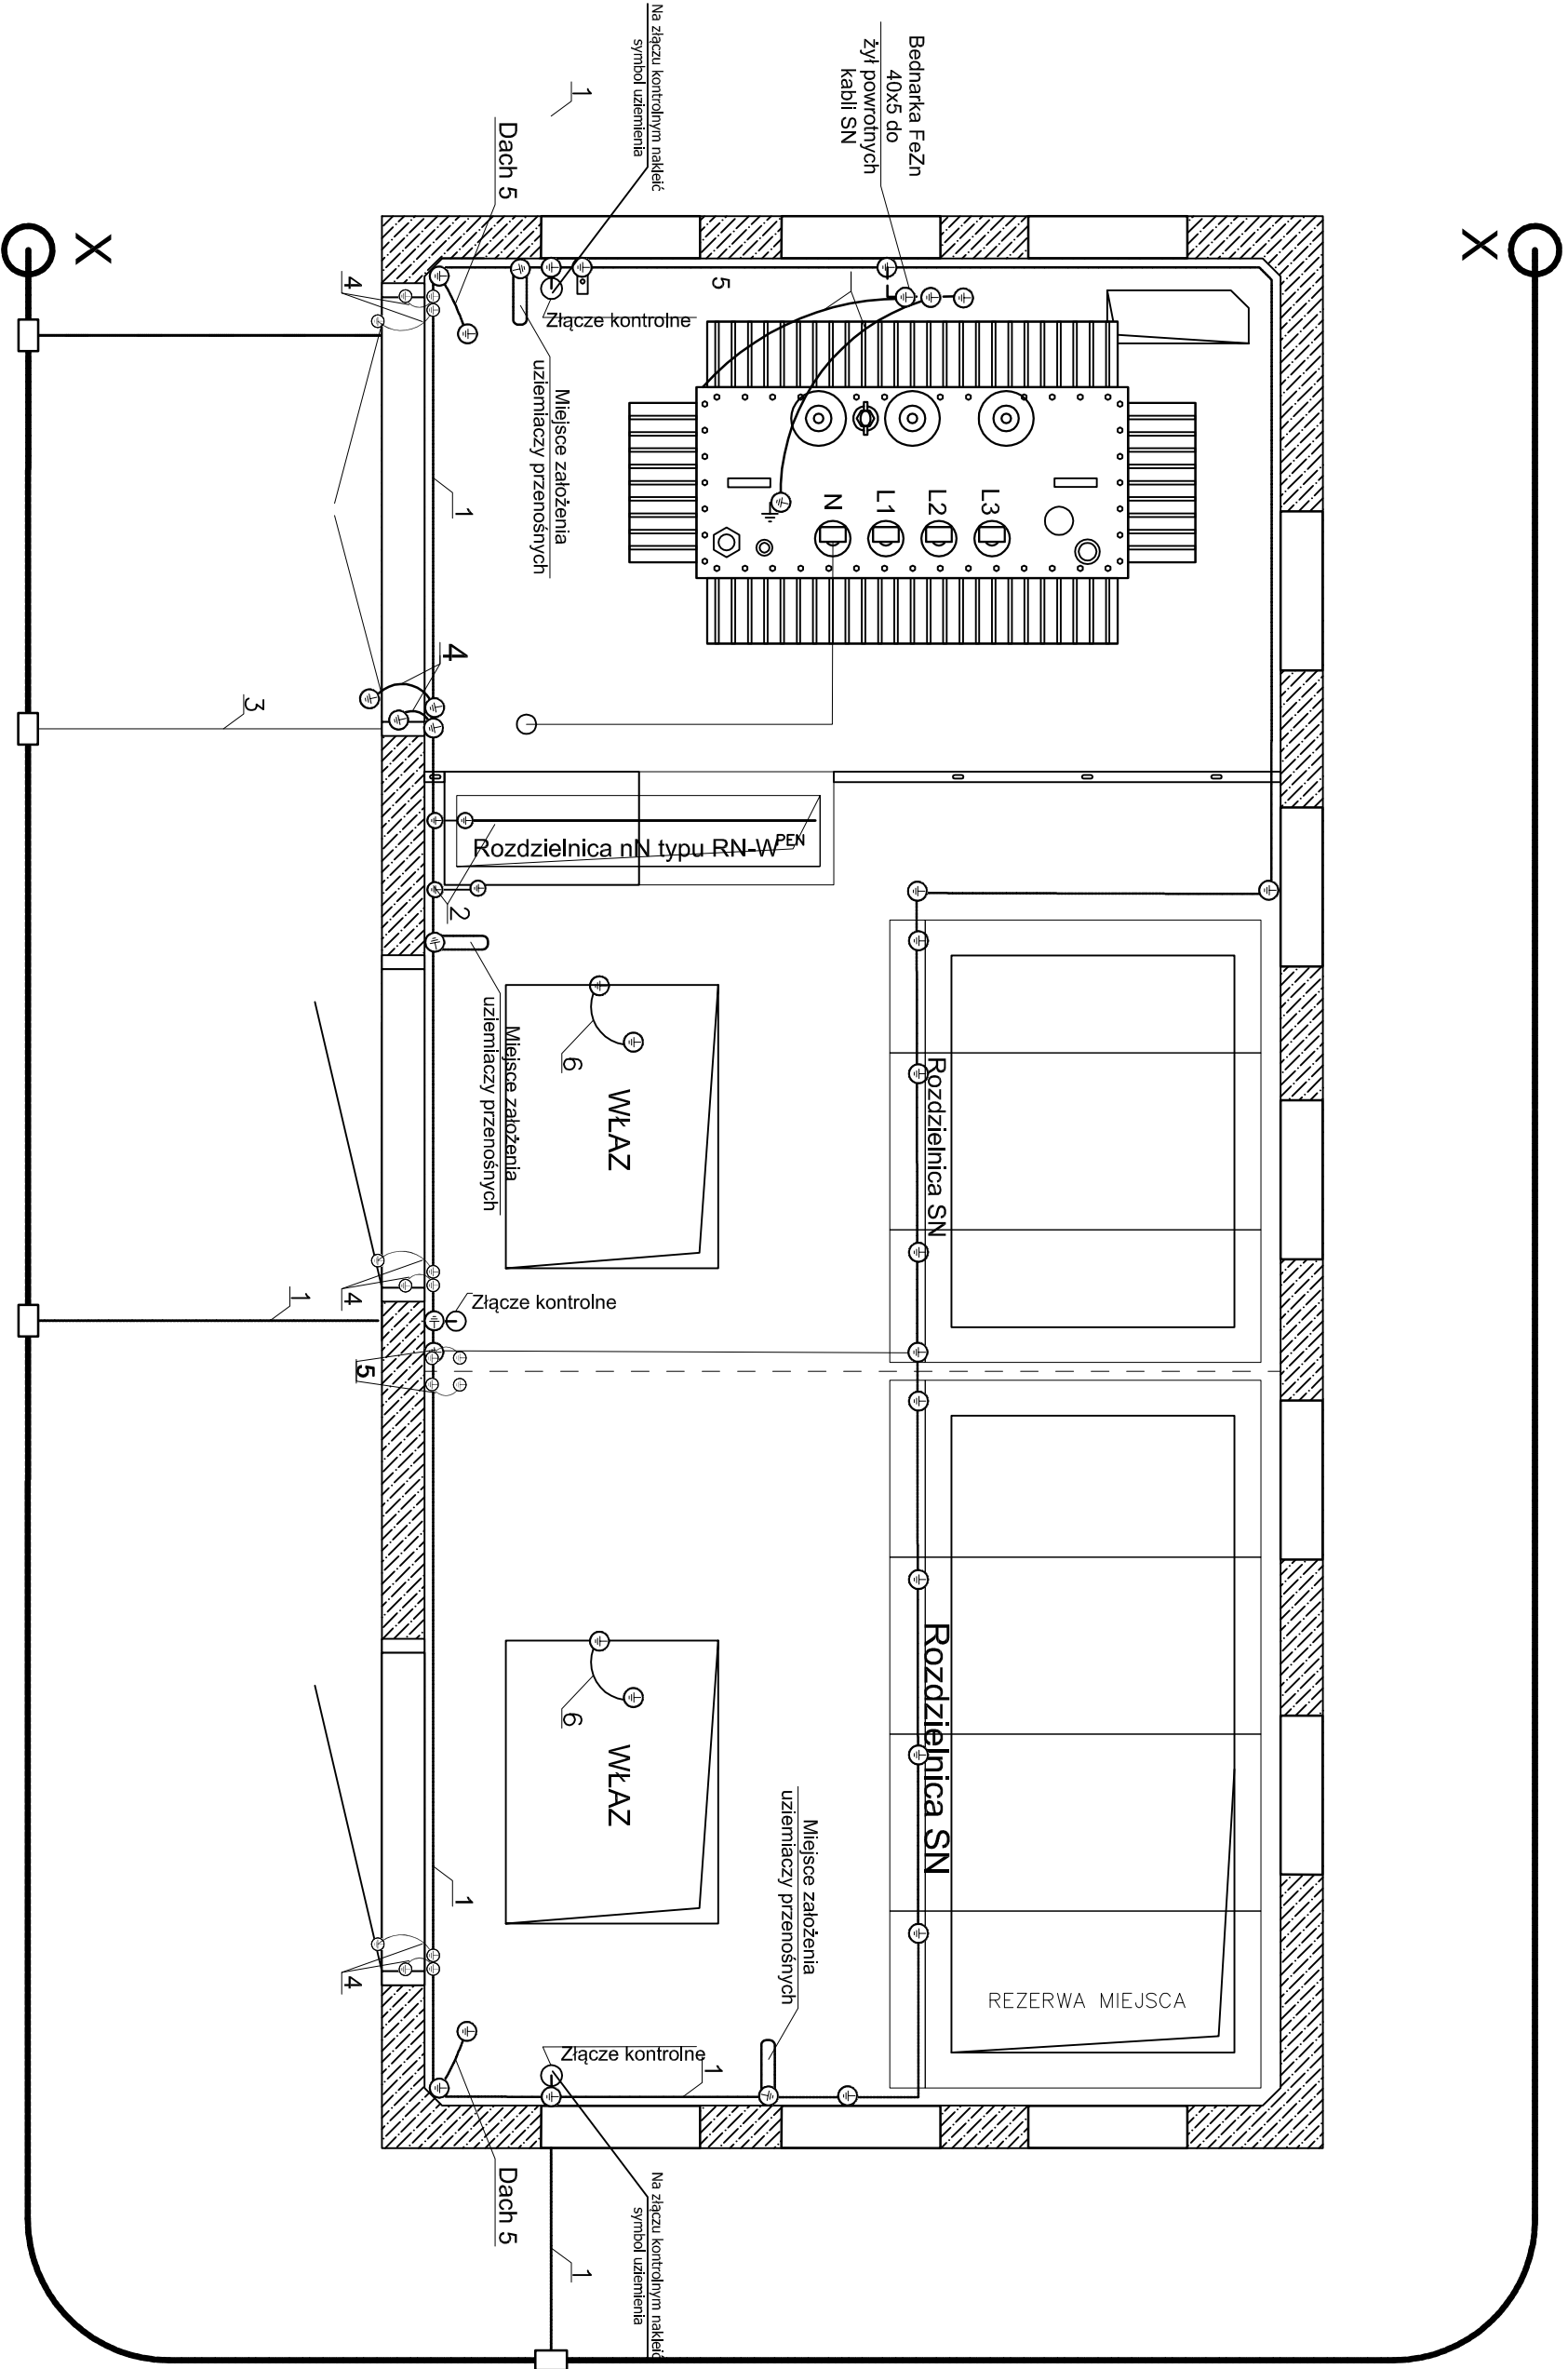 X
X
Na złączu kontrolnym nakleić
symbol uziemienia
1
Dach 5
Bednarka FeZn
40x5 do
żył powrotnych
kabli SN
4
5
Złącze kontrolne
Miejsce założenia
uziemiaczy przenośnych
1
N
L1
L2
L3
4
3
Rozdzielnica nN typu RN-W
PEN
2
Miejsce założenia
uziemiaczy przenośnych
6
WŁAZ
Rozdzielnica SN
4
1
Złącze kontrolne
5
6
WŁAZ
Rozdzielnica SN
1
Miejsce założenia
uziemiaczy przenośnych
4
REZERWA MIEJSCA
Złącze kontrolne
1
Dach 5
Na złączu kontrolnym nakleić
symbol uziemienia
1